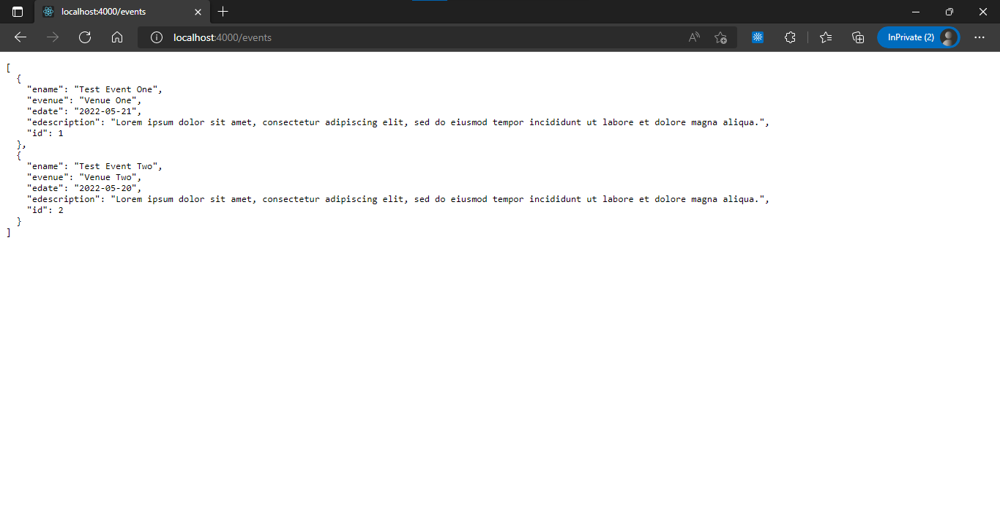 localhost:4000/events
localhost:4000/events
InPrivate (2)
[
  {
    "ename": "Test Event One",
    "evenue": "Venue One",
    "edate": "2022-05-21",
    "edescription": "Lorem ipsum dolor sit amet, consectetur adipiscing elit, sed do eiusmod tempor incididunt ut labore et dolore magna aliqua.",
    "id": 1
  },
  {
    "ename": "Test Event Two",
    "evenue": "Venue Two",
    "edate": "2022-05-20",
    "edescription": "Lorem ipsum dolor sit amet, consectetur adipiscing elit, sed do eiusmod tempor incididunt ut labore et dolore magna aliqua.",
    "id": 2
  }
]